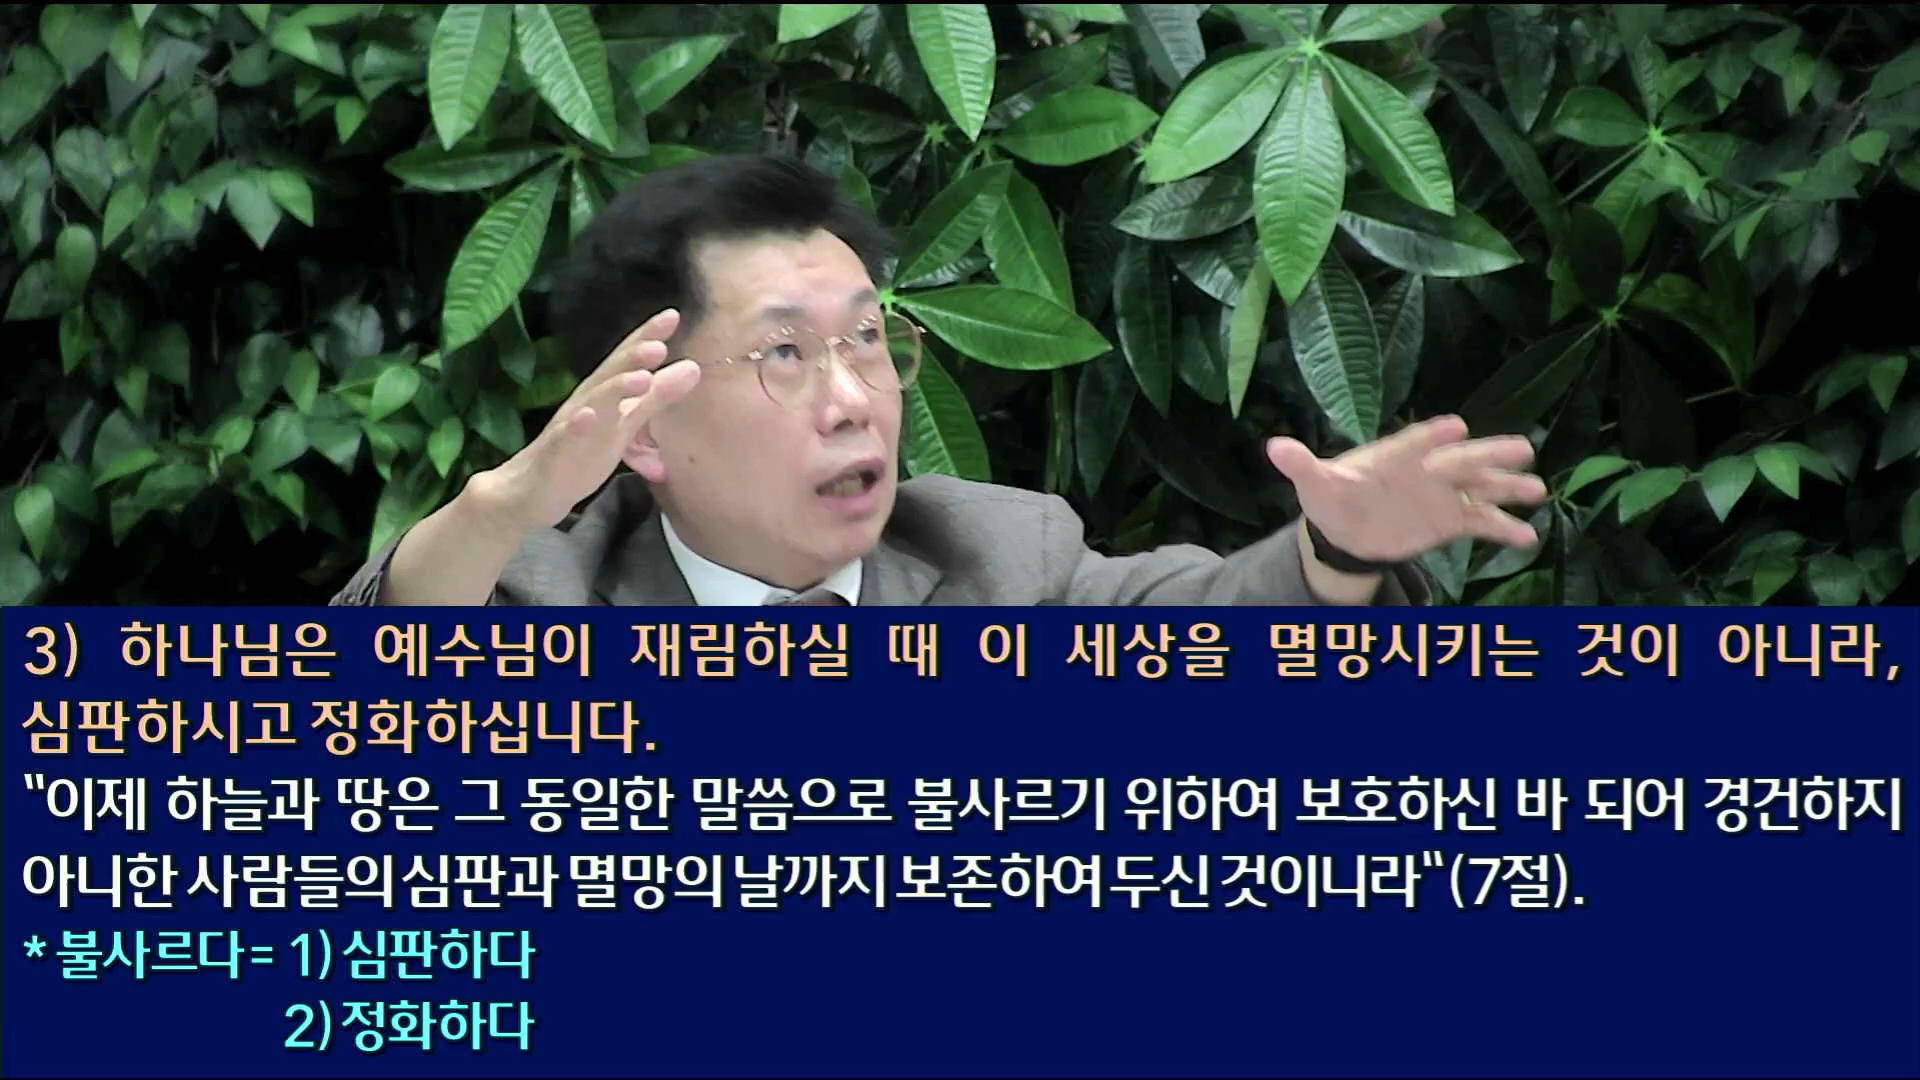 3) 하나님은 예수님이 재림하실 때 이 세상을 멸망시키는 것이 아니라,
심판하시고 정화하십니다.
“이제 하늘과 땅은 그 동일한 말씀으로 불사르기 위하여 보호하신 바 되어 경건하지
아니한 사람들의 심판과 멸망의 날까지 보존하여 두신 것이니라“(7절).
* 불사르다= 1) 심판하다
2) 정화하다